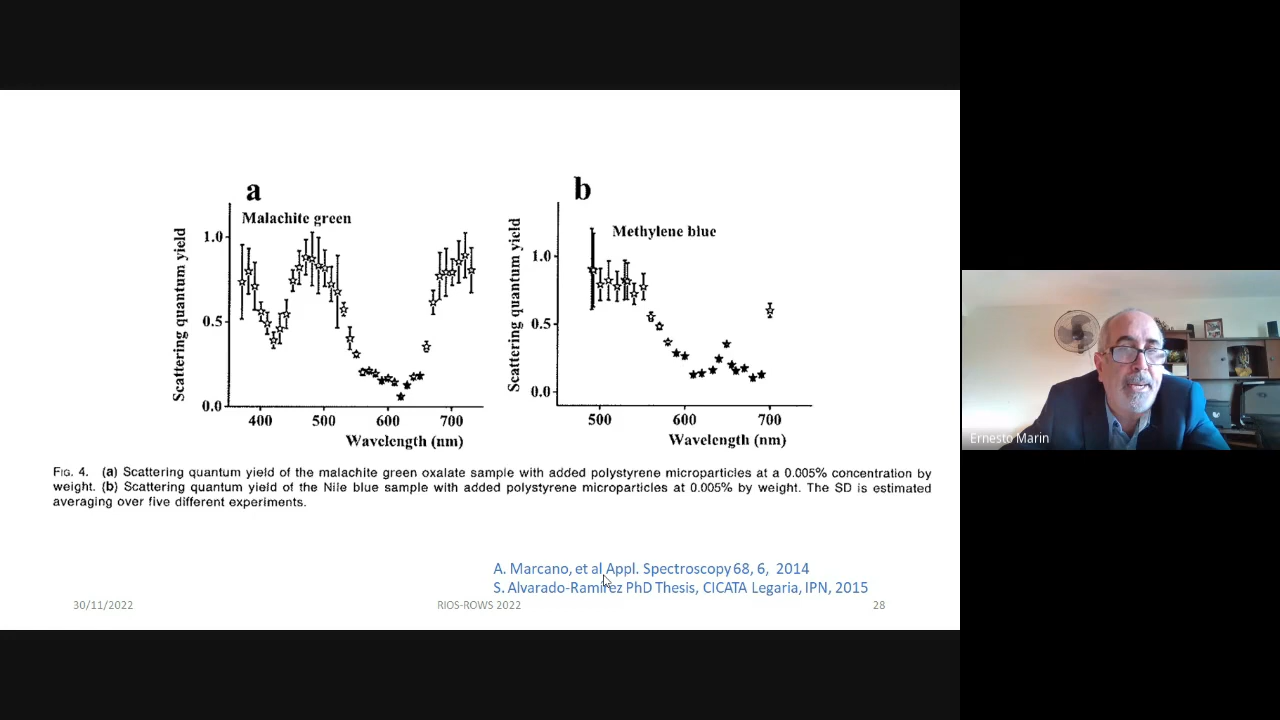 a
Malachite green
Scattering quantum yield
1.0
0.5
0.0
400 500 600 700
Wavelength (nm)
b
Methylene blue
Scattering quantum yield
1.0
0.5
0.0
500 600 700
Wavelength (nm)
FIG. 4. (a) Scattering quantum yield of the malachite green oxalate sample with added polystyrene microparticles at a 0.005% concentration by
weight. (b) Scattering quantum yield of the Nile blue sample with added polystyrene microparticles at 0.005% by weight. The SD is estimated
averaging over five different experiments.
A. Marcano, et al Appl. Spectroscopy 68, 6, 2014
S. Alvarado-Ramírez PhD Thesis, CICATA Legaria, IPN, 2015
30/11/2022
RIOS-ROWS 2022
28
Ernesto Marin